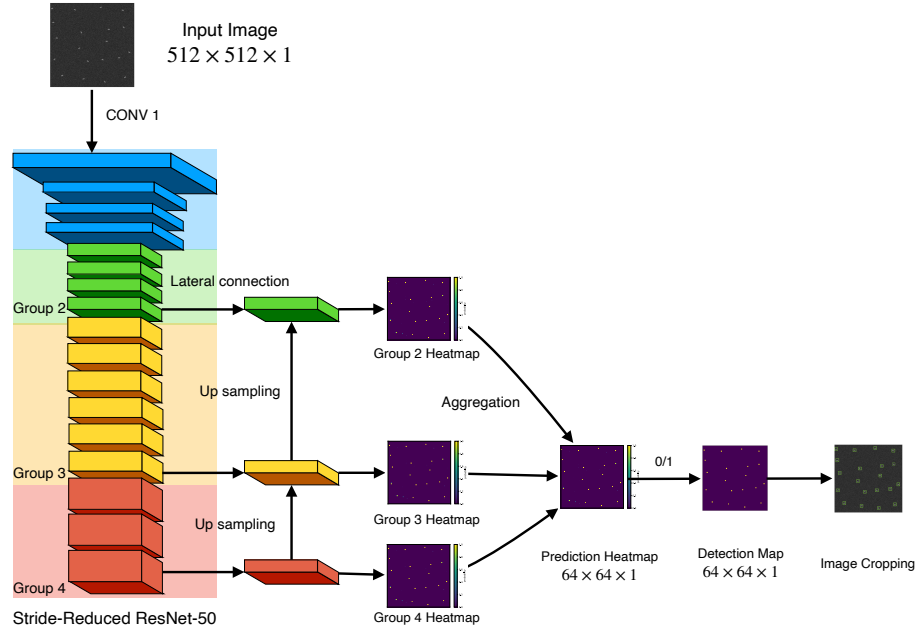 Input Image
512 × 512 × 1
CONV 1
Lateral connection
Group 2
Group 2 Heatmap
Up sampling
Aggregation
Group 3
0/1
Group 3 Heatmap
Up sampling
Prediction Heatmap
64 × 64 × 1
Detection Map
64 × 64 × 1
Image Cropping
Group 4
Group 4 Heatmap
Stride-Reduced ResNet-50